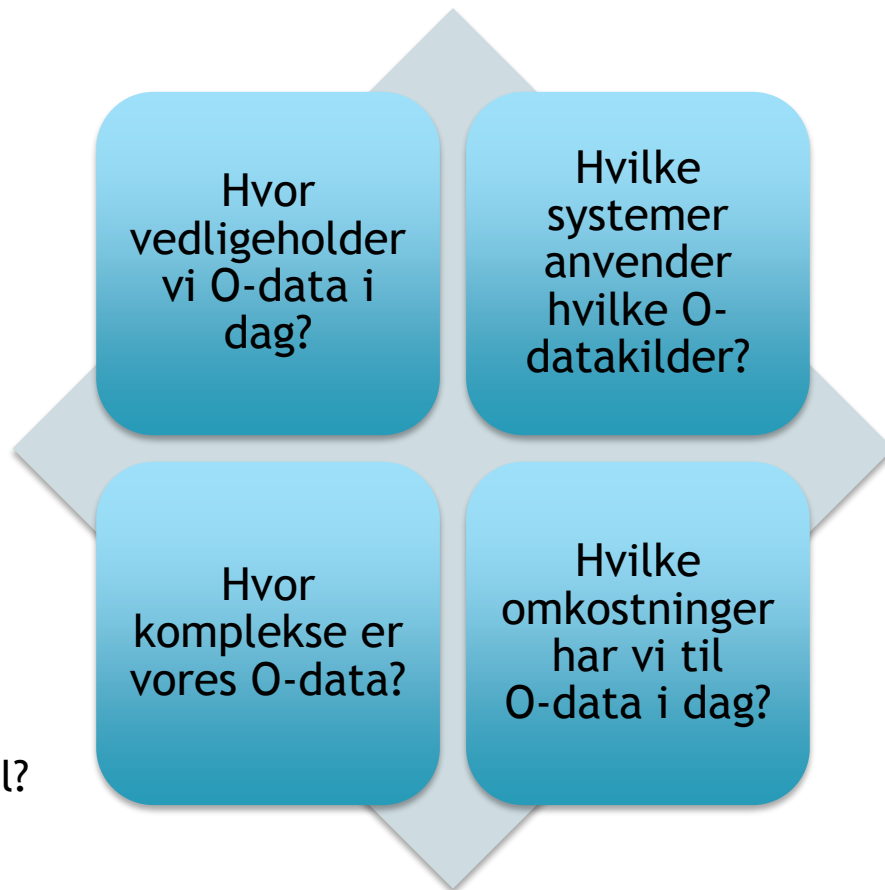 Hvor
vedligeholder
vi O-data i
dag?
Hvilke
systemer
anvender
hvilke O-
datakilder?
Hvor
komplekse er
vores O-data?
Hvilke
omkostninger
har vi til
O-data i dag?
l?